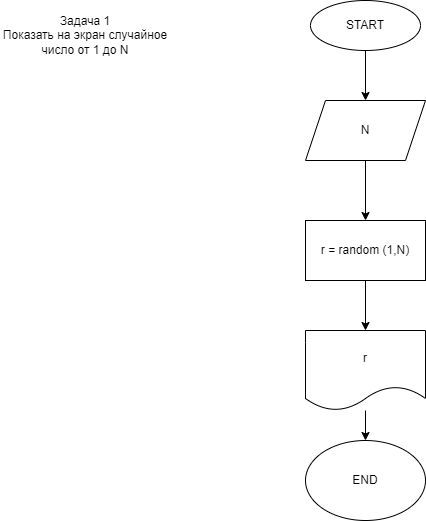 Задача 1
Показать на экран случайное
число от 1 до N
START
N
r = random (1,N)
r
END